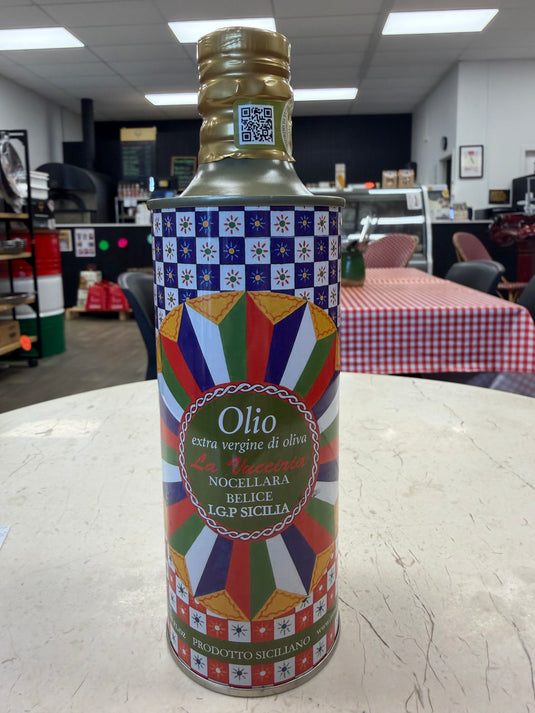 Olio
extra vergine di oliva
La Vucciria
NOCELLARA
BELICE
I.G.P SICILIA
PRODOTTO SICILIANO